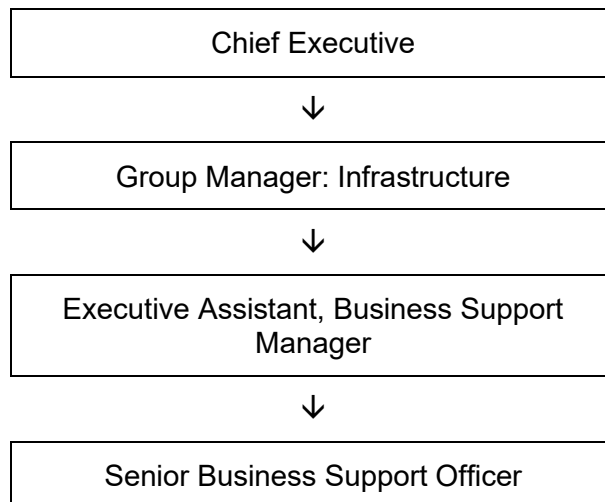 Chief Executive
↓
Group Manager: Infrastructure
↓
Executive Assistant, Business Support
Manager
↓
Senior Business Support Officer